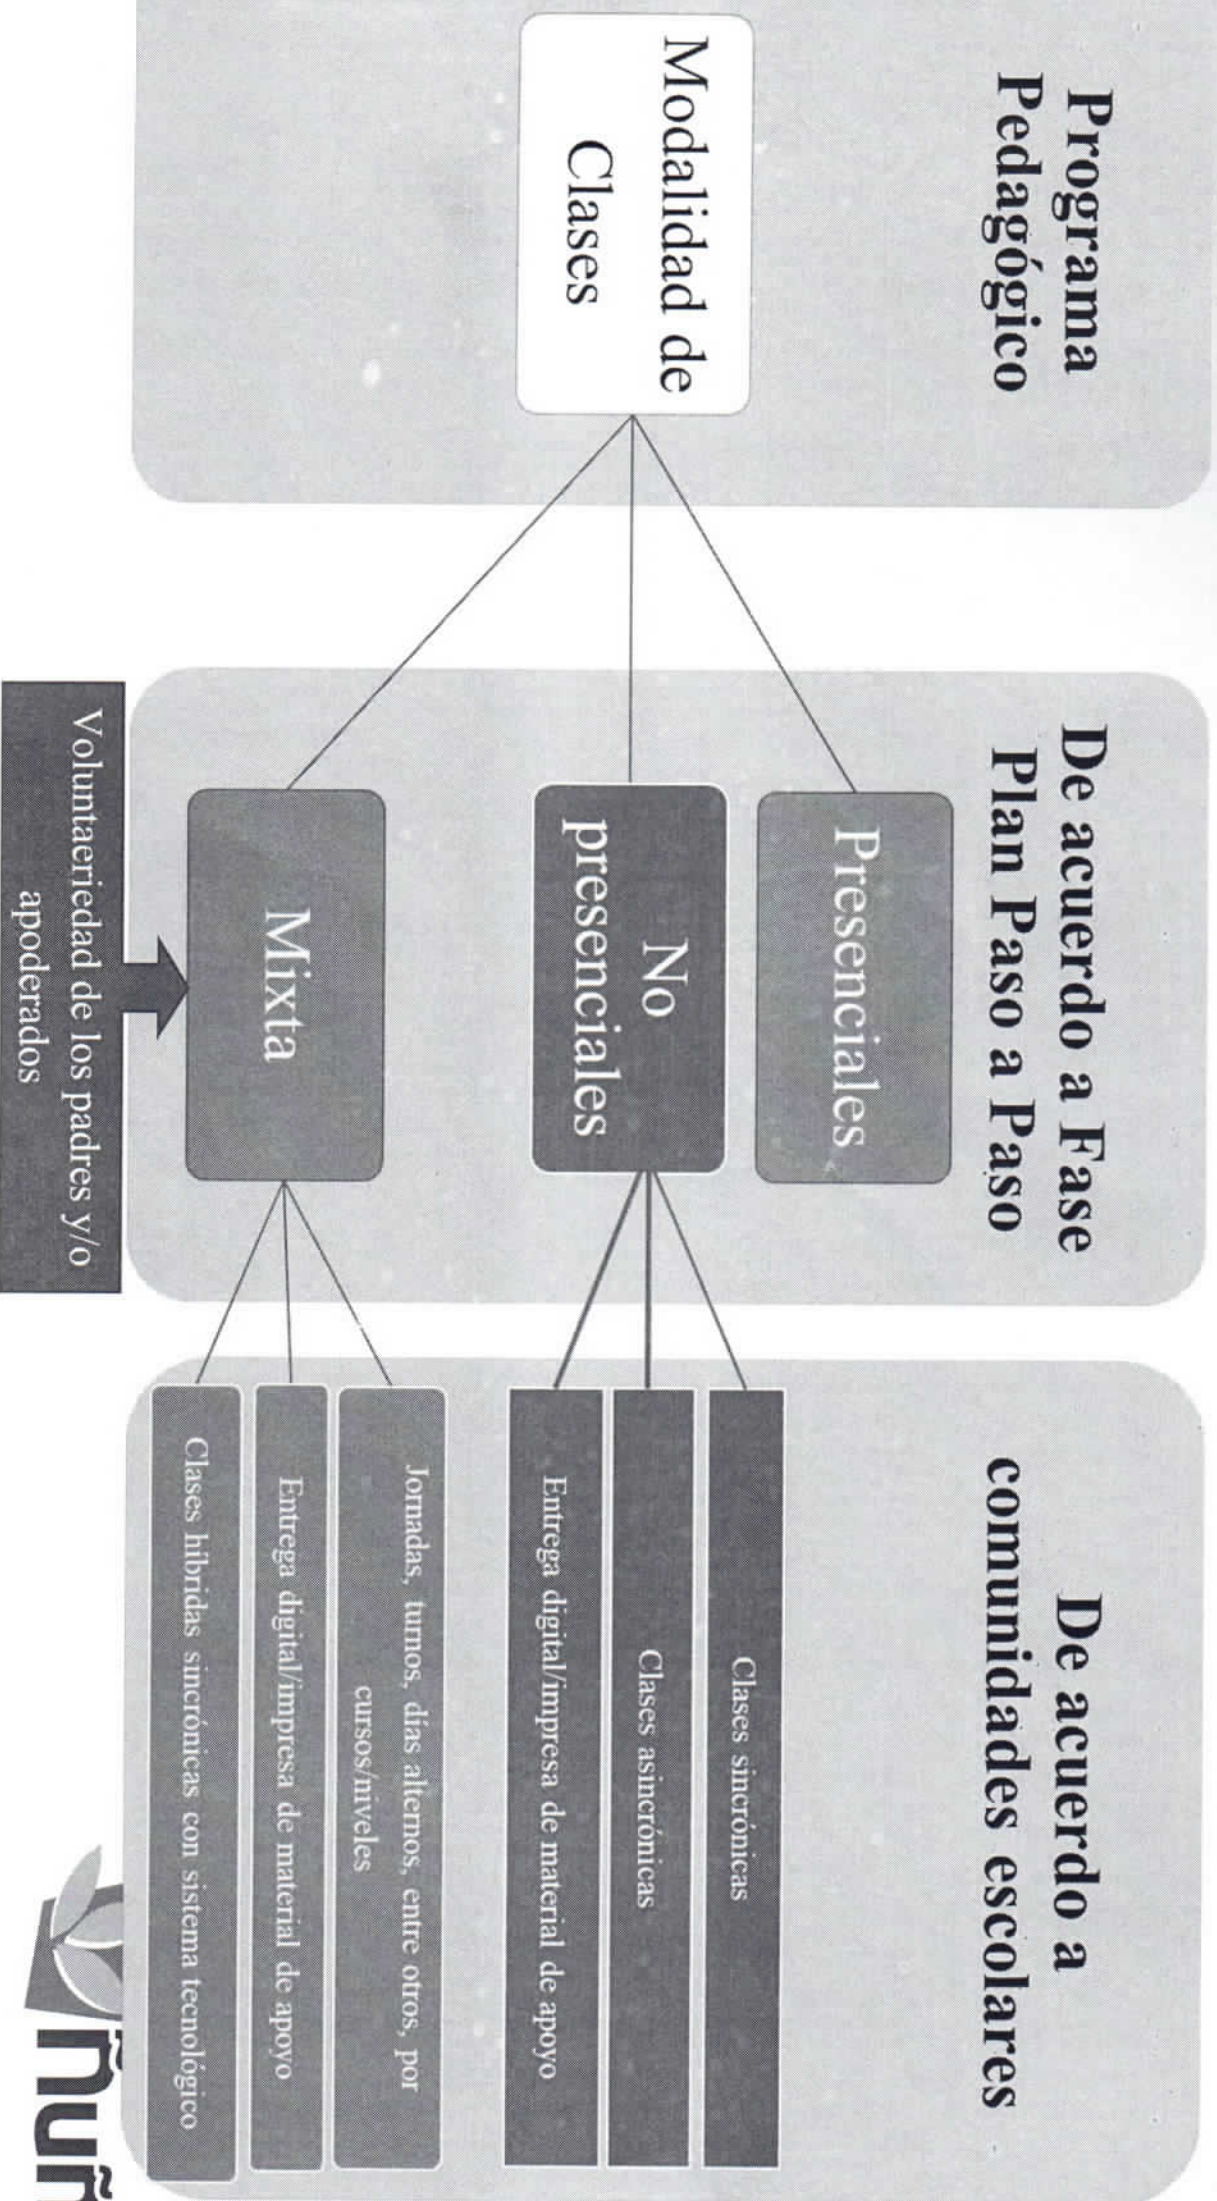 Programa
Pedagógico
Modalidad de
Clases
De acuerdo a Fase
Plan Paso a Paso
Presenciales
No
presenciales
Mixta
Voluntaeriedad de los padres y/o
apoderados
De acuerdo a
comunidades escolares
Clases sincrónicas
Clases asincrónicas
Entrega digital/impresa de material de apoyo
Jornadas, turnos, días alternos, entre otros, por
cursos/niveles
Entrega digital/impresa de material de apoyo
Clases híbridas sincrónicas con sistema tecnológico